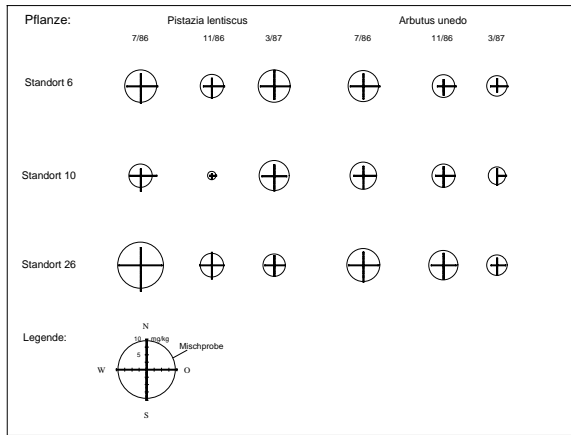 Pflanze: Pistazia lentiscus Arbutus unedo
7/86 11/86 3/87 7/86 11/86 3/87
Standort 6
Standort 10
Standort 26
Legende:
N
10 mg/kg
Mischprobe
5
W O
S